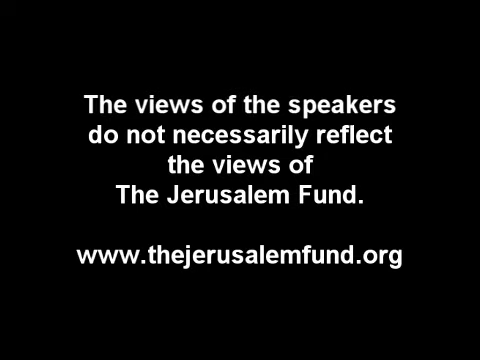 The views of the speakers
do not necessarily reflect
the views of
The Jerusalem Fund.
www.thejerusalemfund.org